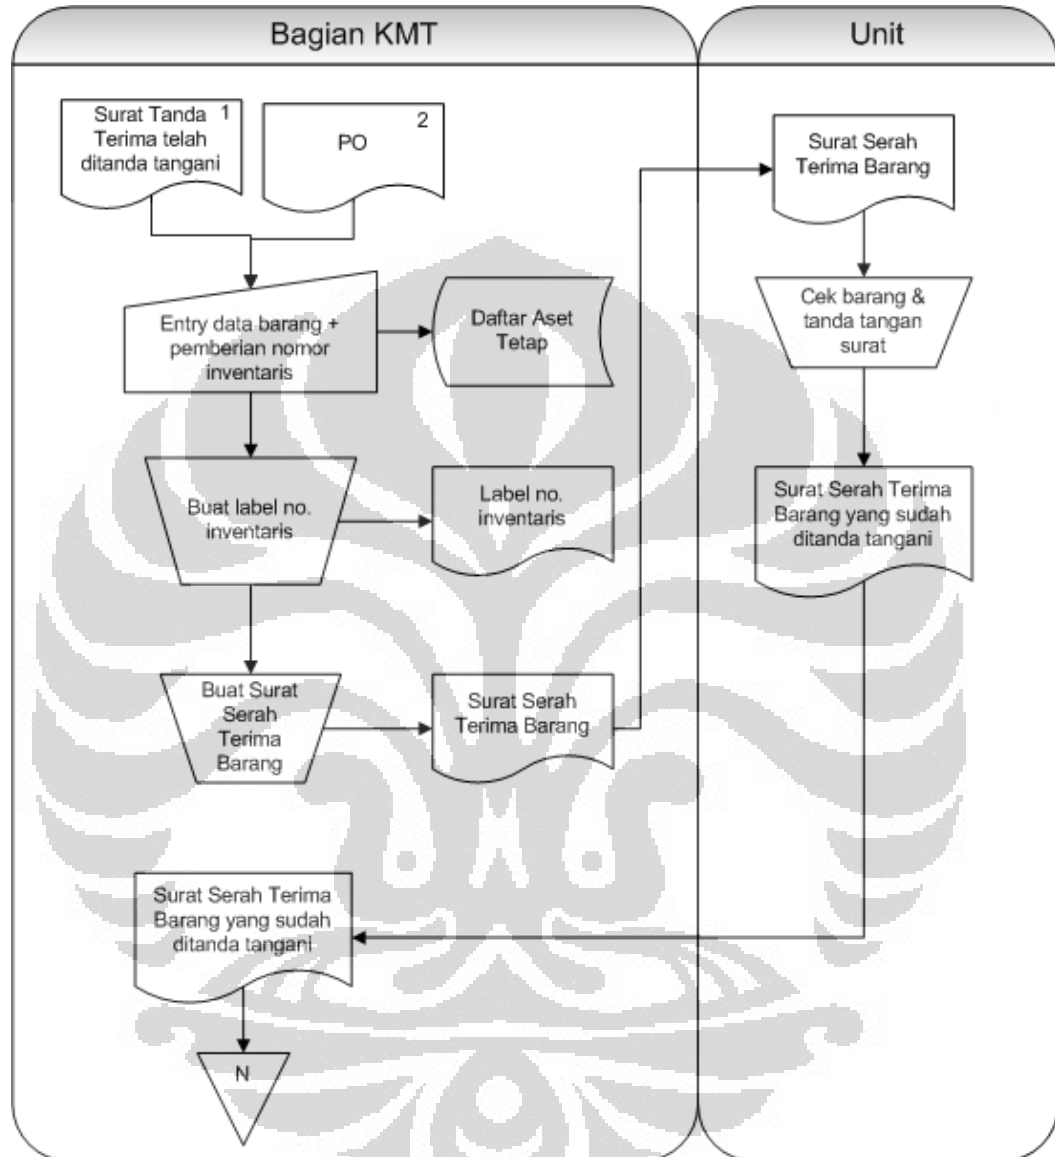 Bagian KMT
Unit
Surat Tanda
Terima telah
ditanda tangani
1
PO
2
Entry data barang +
pemberian nomor
inventaris
Daftar Aset
Tetap
Buat label no.
inventaris
Label no.
inventaris
Buat Surat
Serah
Terima
Barang
Surat Serah
Terima Barang
Surat Serah
Terima Barang
Cek barang &
tanda tangan
surat
Surat Serah Terima
Barang yang sudah
ditanda tangani
Surat Serah Terima
Barang yang sudah
ditanda tangani
N